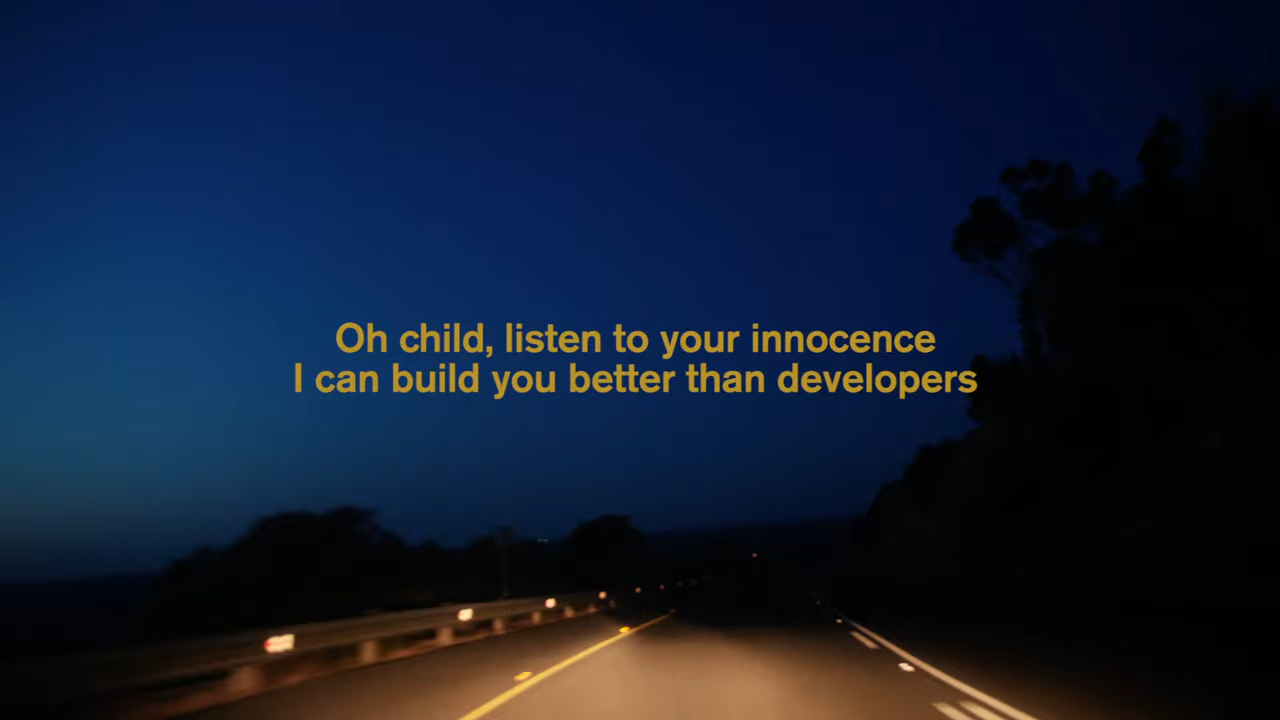 Oh child, listen to your innocence
I can build you better than developers